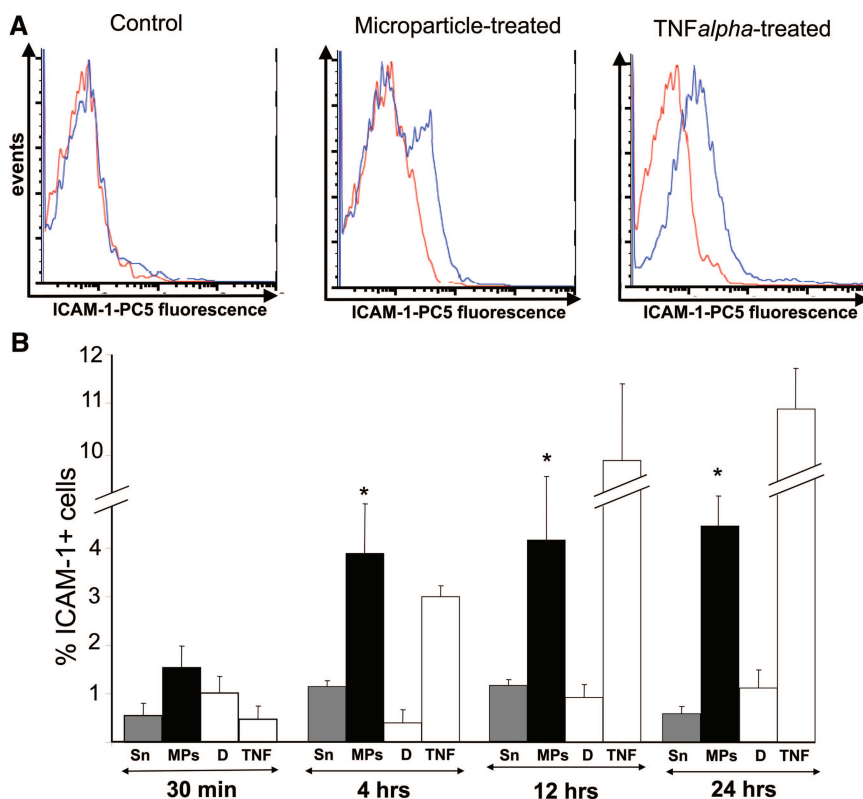 A
Control
Microparticle-treated
TNFalpha-treated
events
ICAM-1-PC5 fluorescence
ICAM-1-PC5 fluorescence
ICAM-1-PC5 fluorescence
B
% ICAM-1+ cells
12
11
10
4
3
2
1
* * *
Sn MPs D TNF Sn MPs D TNF Sn MPs D TNF Sn MPs D TNF
30 min 4 hrs 12 hrs 24 hrs